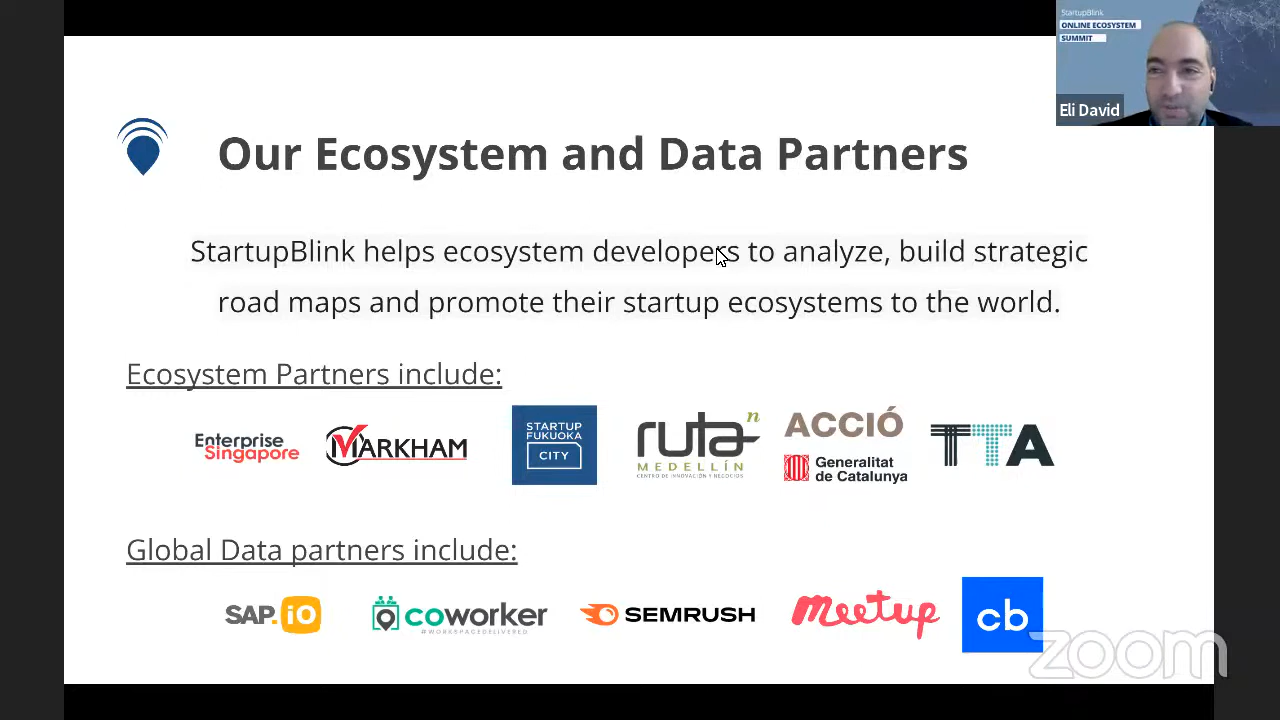 StartupBlink
ONLINE ECOSYSTEM
SUMMIT
Eli David
Our Ecosystem and Data Partners
StartupBlink helps ecosystem developers to analyze, build strategic
road maps and promote their startup ecosystems to the world.
Ecosystem Partners include:
Enterprise
Singapore
MARKHAM
STARTUP
FUKUOKA
CITY
ruta n
MEDELLÍN
CENTRO DE INNOVACIÓN Y NEGOCIOS
ACCIÓ
Generalitat
de Catalunya
TTA
Global Data partners include:
SAP.iO
coworker
#WORKSPACEDELIVERED
SEMRUSH
meetup
cb
zoom